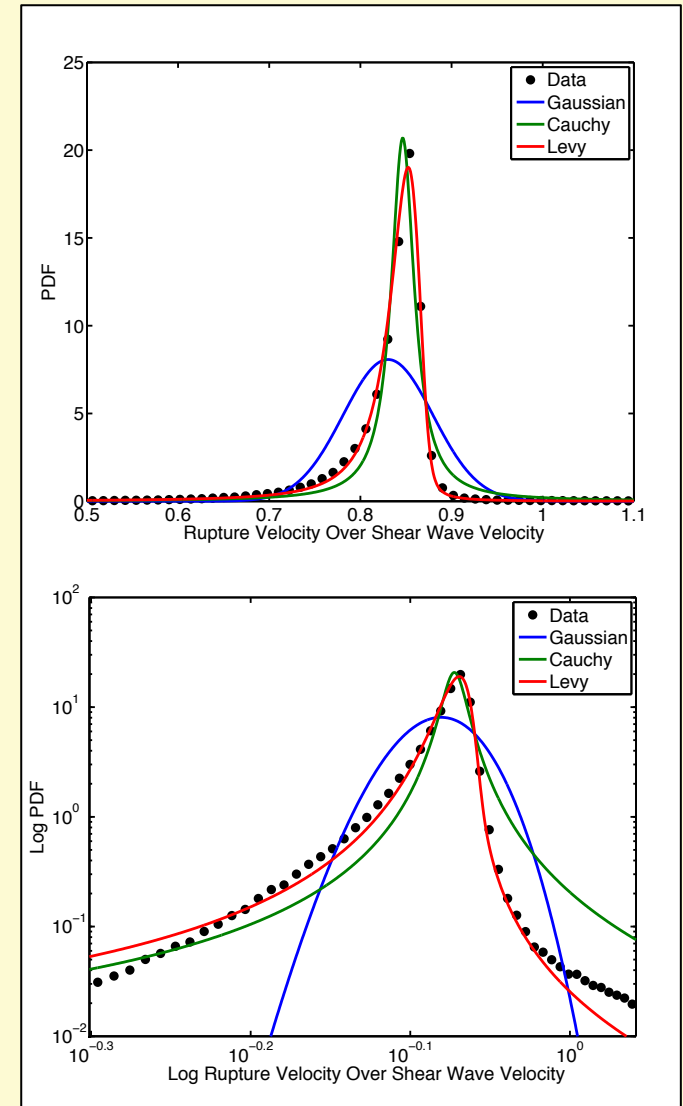 25
20
15
10
5
0
PDF
Data
Gaussian
Cauchy
Levy
0.5 0.6 0.7 0.8 0.9 1 1.1
Rupture Velocity Over Shear Wave Velocity
10^2
10^1
10^0
10^-1
10^-2
Log PDF
Data
Gaussian
Cauchy
Levy
10^-0.3 10^-0.2 10^-0.1 10^0
Log Rupture Velocity Over Shear Wave Velocity